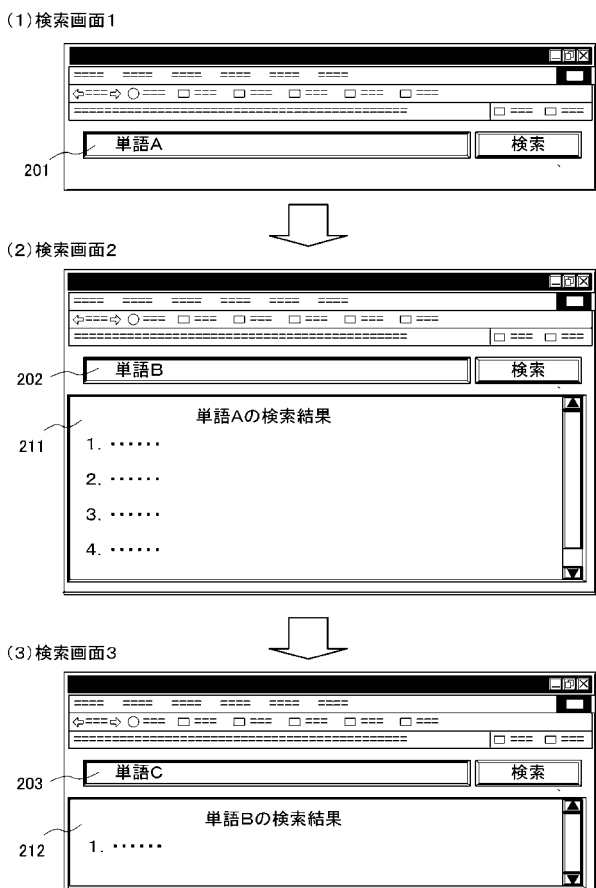 (1)検索画面1
単語A 検索
201
(2)検索画面2
単語B 検索
202
単語Aの検索結果
211
1. ……
2. ……
3. ……
4. ……
(3)検索画面3
単語C 検索
203
単語Bの検索結果
212
1. ……